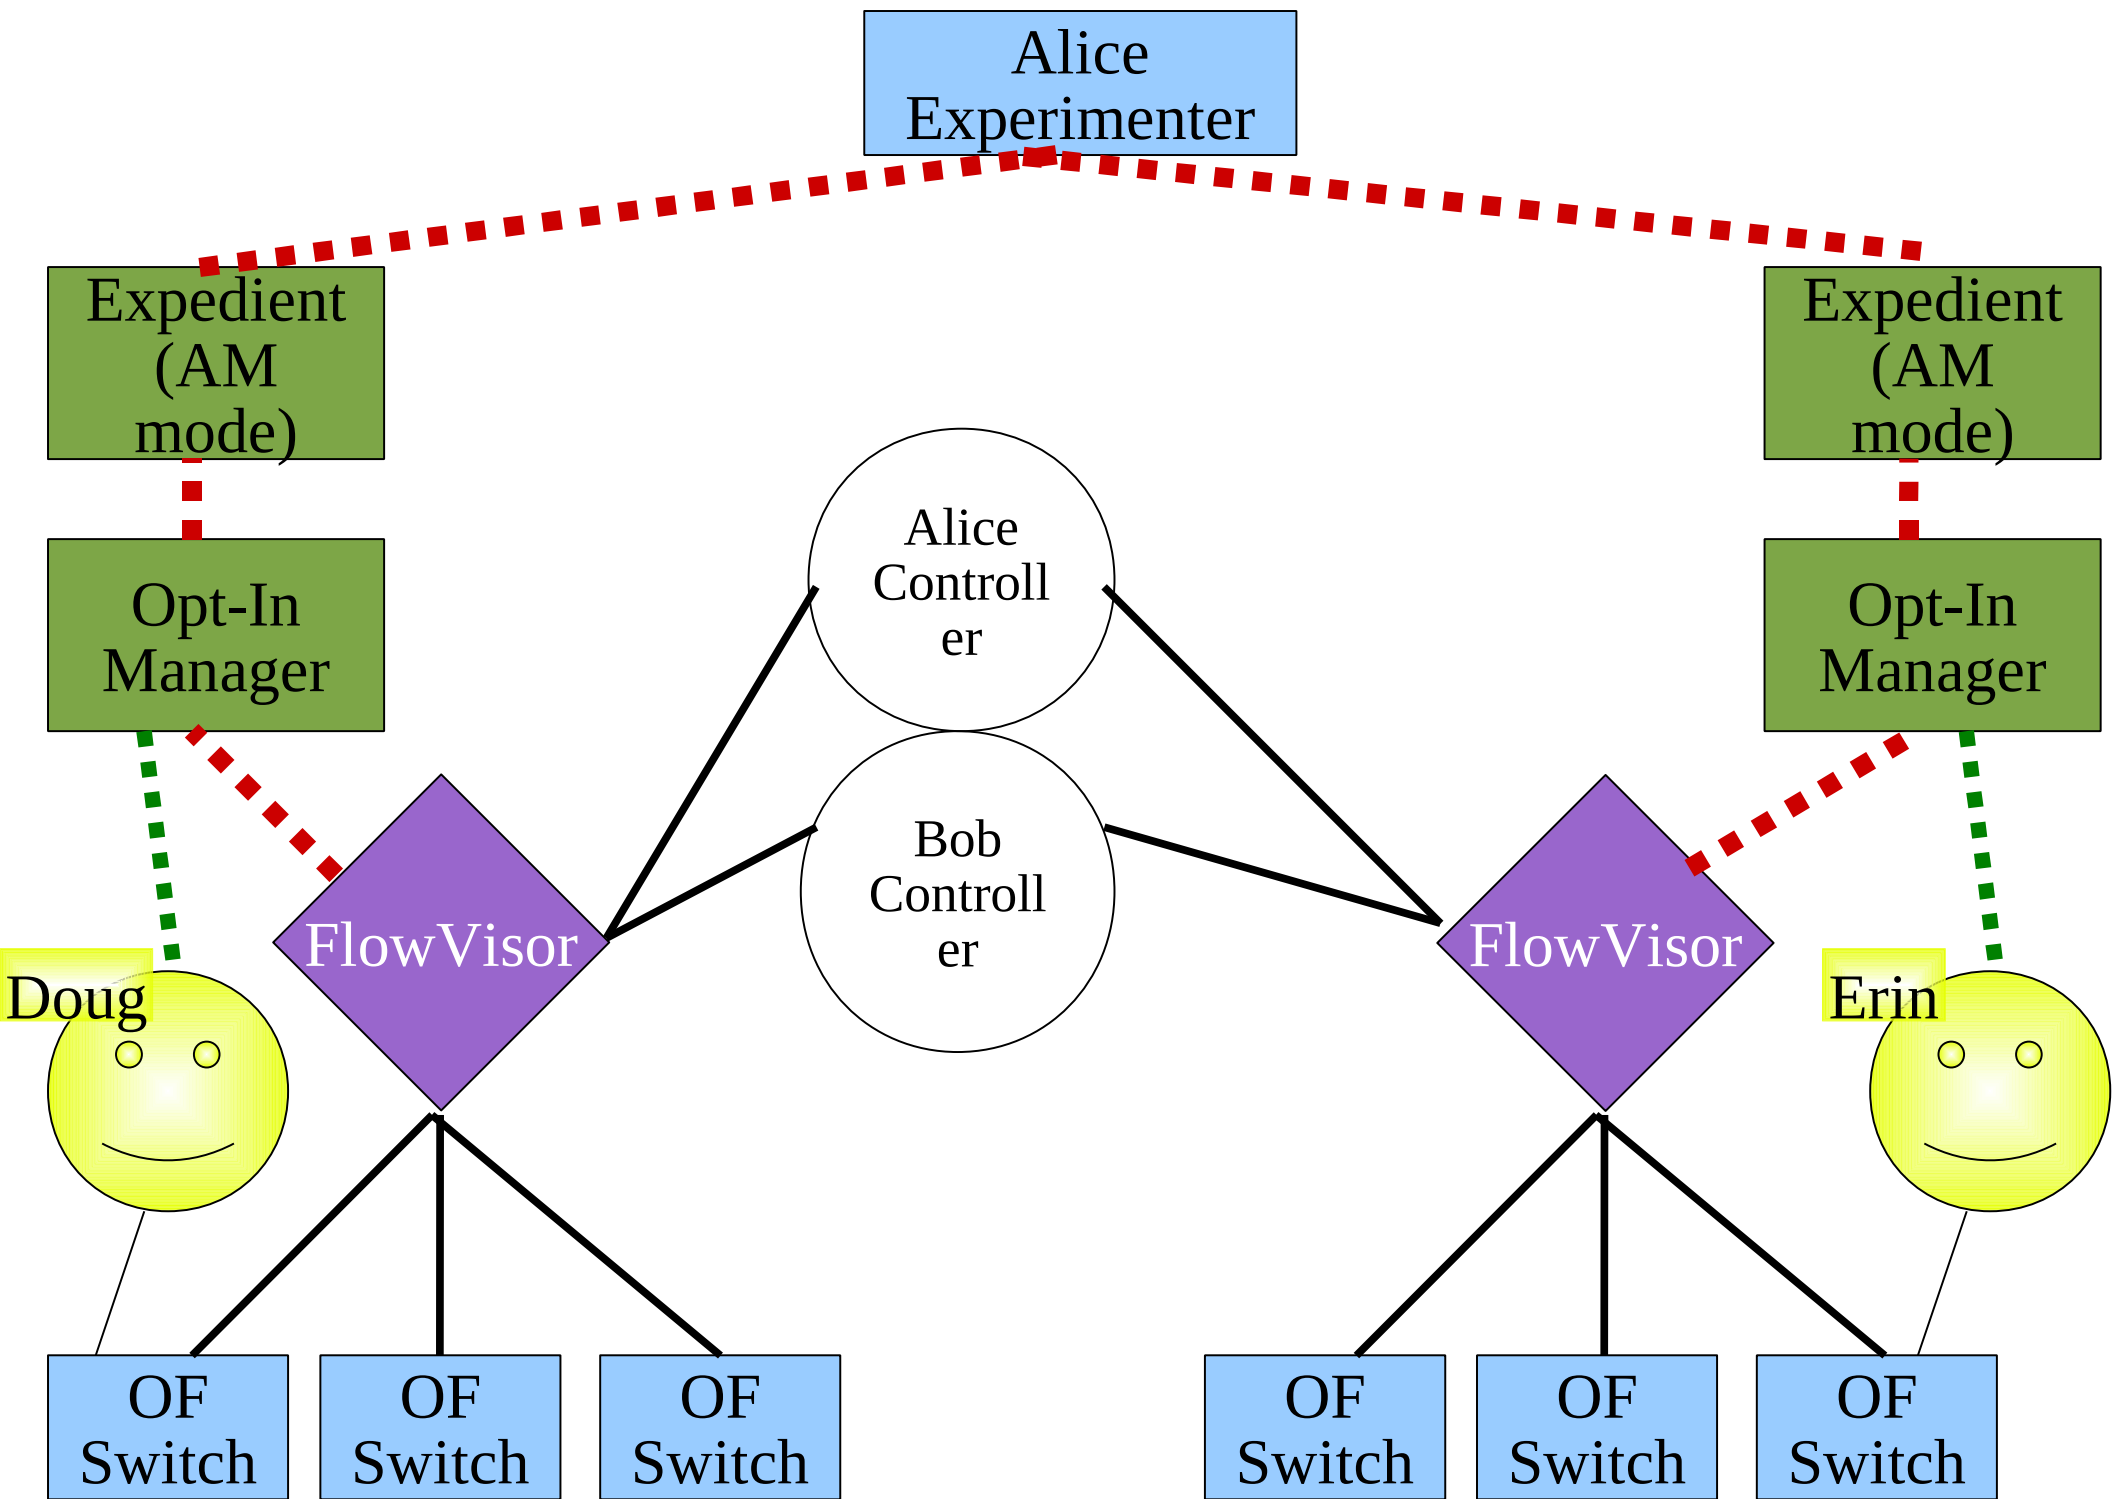 Alice
Experimenter
Expedient
(AM
mode)
Expedient
(AM
mode)
Alice
Controll
er
Opt-In
Manager
Opt-In
Manager
Bob
Controll
er
FlowVisor
FlowVisor
Doug
Erin
OF
Switch
OF
Switch
OF
Switch
OF
Switch
OF
Switch
OF
Switch